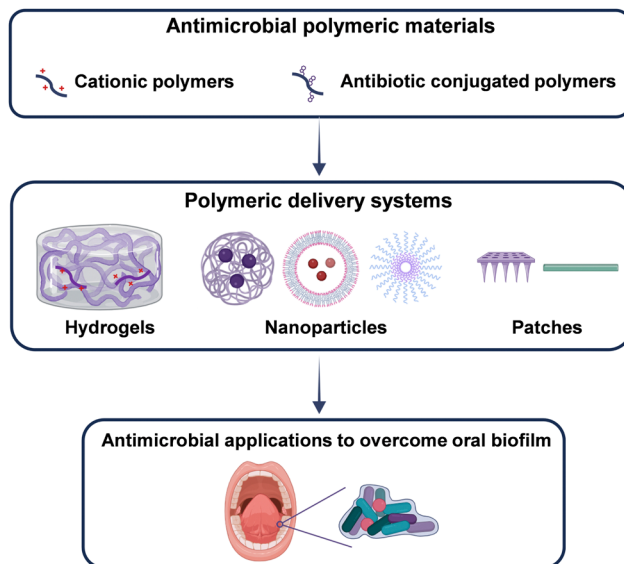 Antimicrobial polymeric materials
Cationic polymers
Antibiotic conjugated polymers
Polymeric delivery systems
Hydrogels
Nanoparticles
Patches
Antimicrobial applications to overcome oral biofilm